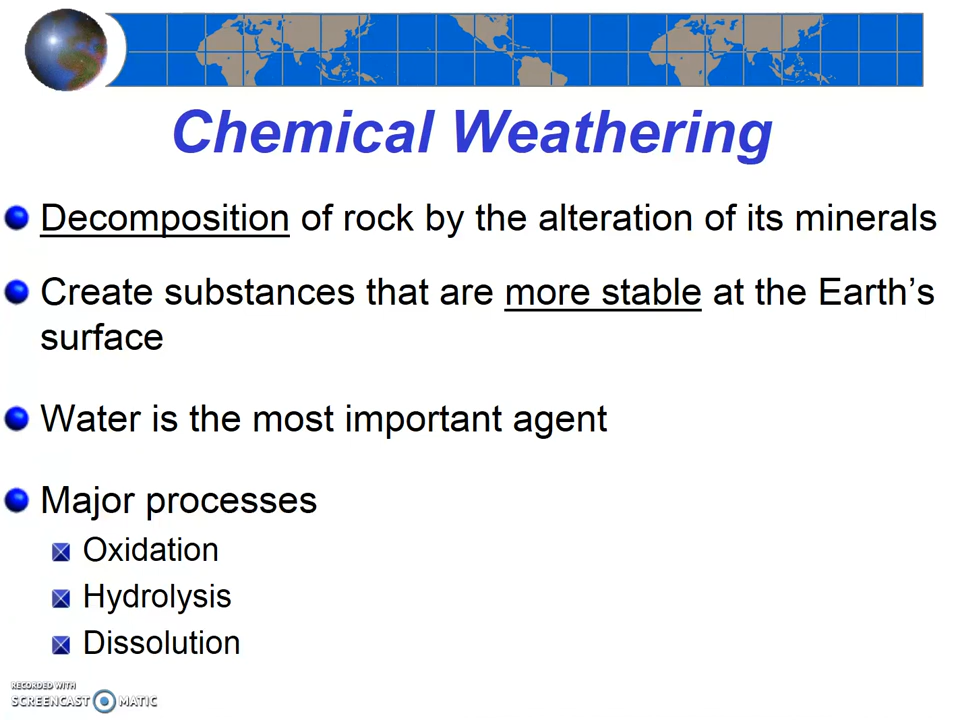 Chemical Weathering
Decomposition of rock by the alteration of its minerals
Create substances that are more stable at the Earth’s
surface
Water is the most important agent
Major processes
Oxidation
Hydrolysis
Dissolution
RECORDED WITH
SCREENCAST MATIC